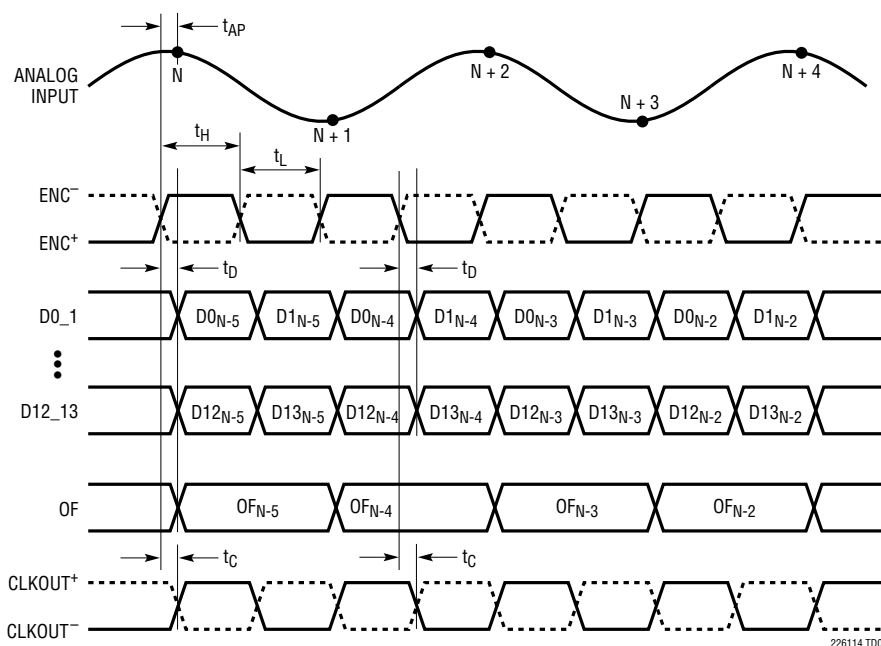 tAP
ANALOG
INPUT
N
N + 1
N + 2
N + 3
N + 4
tH
tL
ENC–
ENC+
tD
tD
D0_1
D0N-5
D1N-5
D0N-4
D1N-4
D0N-3
D1N-3
D0N-2
D1N-2
D12_13
D12N-5
D13N-5
D12N-4
D13N-4
D12N-3
D13N-3
D12N-2
D13N-2
OF
OFN-5
OFN-4
OFN-3
OFN-2
tC
tC
CLKOUT+
CLKOUT–